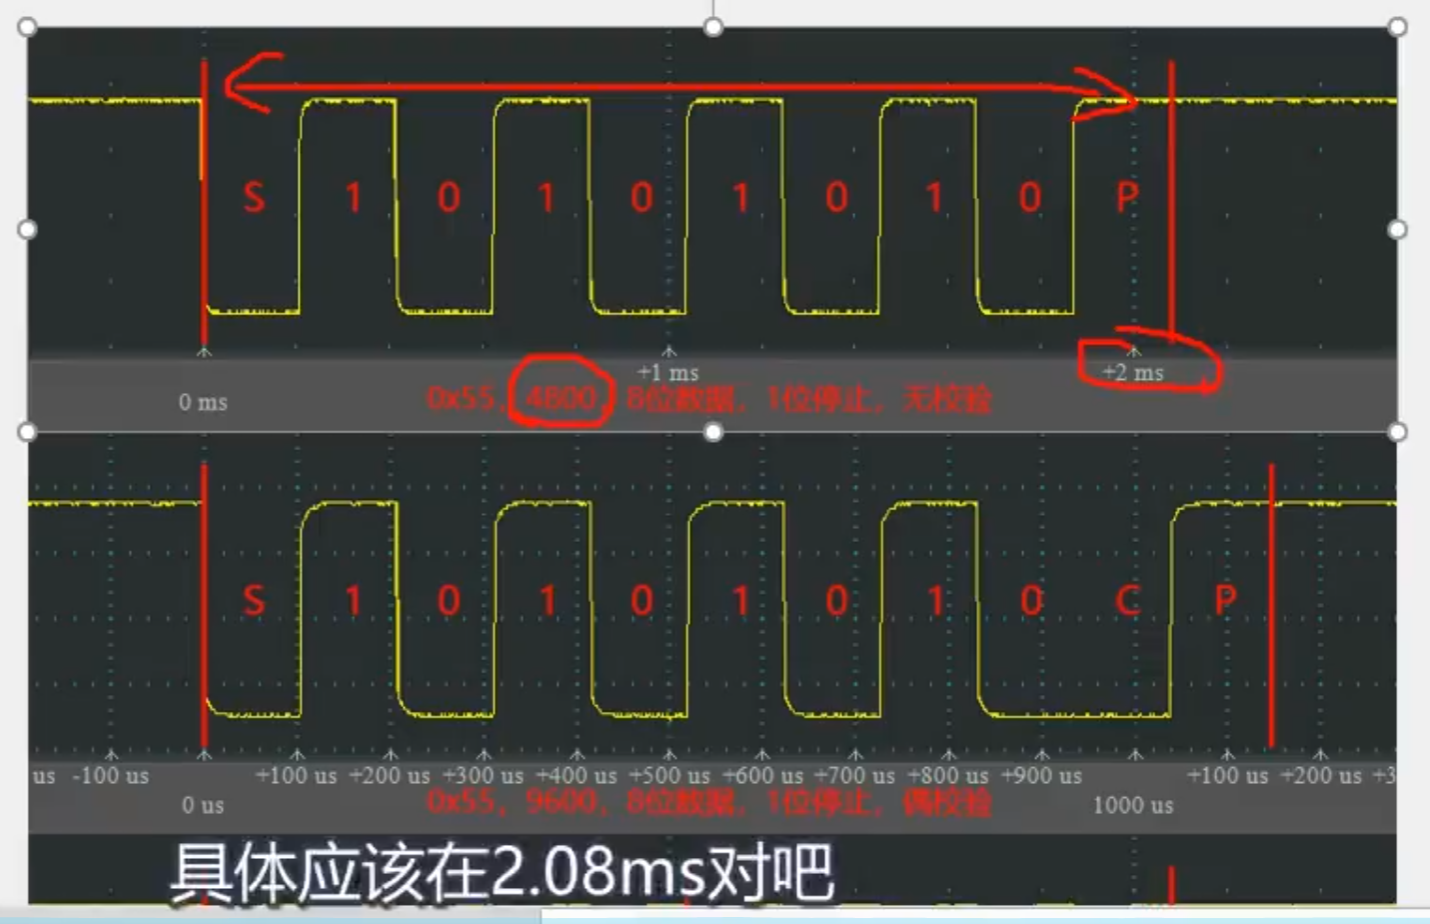 S 1 0 1 0 1 0 1 0 P
+1 ms +2 ms
0 ms
0x55, 4800, 8位数据, 1位停止, 无校验
S 1 0 1 0 1 0 1 0 C P
us -100 us +100 us +200 us +300 us +400 us +500 us +600 us +700 us +800 us +900 us +100 us +200 us +3
0 us 1000 us
0x55, 9600, 8位数据, 1位停止, 偶校验
具体应该在2.08ms对吧